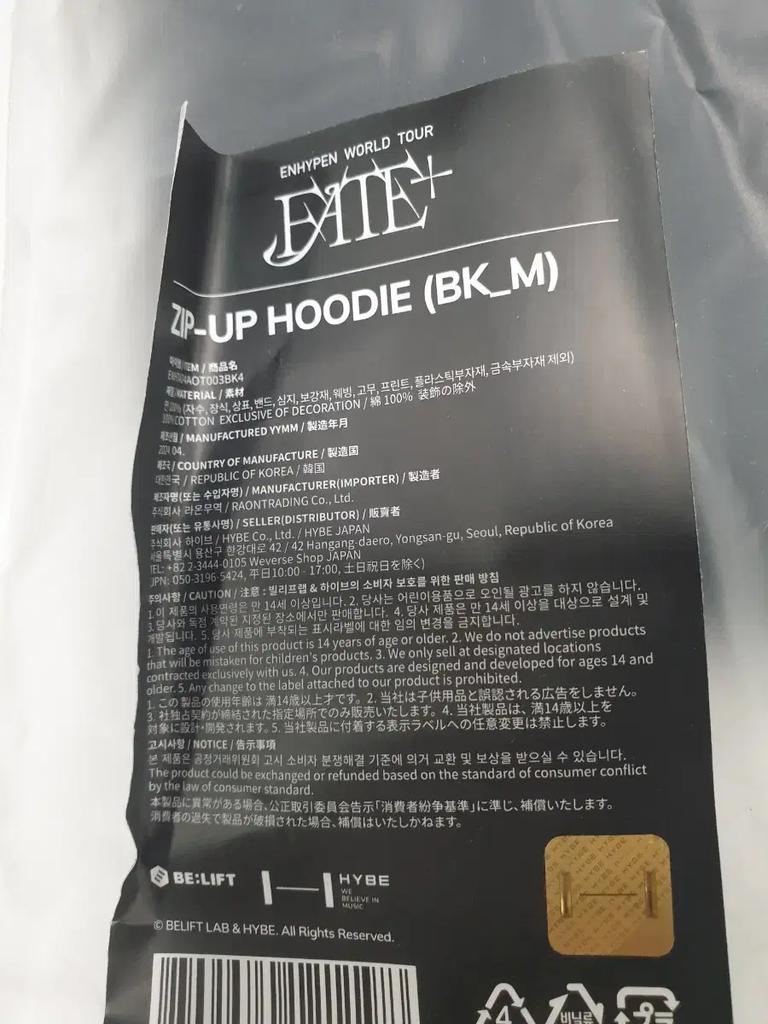 ENHYPEN WORLD TOUR
FATE+
ZIP-UP HOODIE (BK_M)
/ 商品名
MATERIAL / 素材
(자수, 장식, 상표, 밴드, 심지, 보강재, 웨빙, 고무, 프린트, 플라스틱부자재, 금속부자재 제외)
100% COTTON EXCLUSIVE OF DECORATION / 綿 100% 装飾の除外
/ MANUFACTURED YYMM / 製造年月
2024 04.
제조국 / COUNTRY OF MANUFACTURE / 製造国
대한민국 / REPUBLIC OF KOREA / 韓国
제조자명(또는 수입자명) / MANUFACTURER(IMPORTER) / 製造者
주식회사 라온무역 / RAONTRADING Co., Ltd.
판매자(또는 유통사명) / SELLER(DISTRIBUTOR) / 販賣者
주식회사 하이브 / HYBE Co., Ltd. / HYBE JAPAN
서울특별시 용산구 한강대로 42 / 42 Hangang-daero, Yongsan-gu, Seoul, Republic of Korea
TEL: +82 2-3444-0105 Weverse Shop JAPAN
JPN: 050-3196-5424, 平日10:00 - 17:00, 土日祝日を除く)
주의사항 / CAUTION / 注意 : 빌리프랩 & 하이브의 소비자 보호를 위한 판매 방침
1. 이 제품의 사용연령은 만 14세 이상입니다. 2. 당사는 어린이용품으로 오인될 광고를 하지 않습니다.
3. 당사와 독점 계약된 지정된 장소에서만 판매합니다. 4. 당사 제품은 만 14세 이상을 대상으로 설계 및
개발됩니다. 5. 당사 제품에 부착되는 표시라벨에 대한 임의 변경을 금지합니다.
1. The age of use of this product is 14 years of age or older. 2. We do not advertise products
that will be mistaken for children's products. 3. We only sell at designated locations
contracted exclusively with us. 4. Our products are designed and developed for ages 14 and
older. 5. Any change to the label attached to our product is prohibited.
1. この製品の使用年齢は 満14歳以上才です。 2. 当社は子供用品と誤認される広告をしません。
3. 社独占契約が締結された指定場所でのみ販売いたします。 4. 当社製品は、満14歳以上を
対象に設計·開発されます。 5. 当社製品に付着する表示ラベルへの任意変更は禁止します。
고시사항 / NOTICE / 告示事項
본 제품은 공정거래위원회 고시 소비자 분쟁해결 기준에 의거 교환 및 보상을 받으실 수 있습니다.
The product could be exchanged or refunded based on the standard of consumer conflict
by the law of consumer standard.
本製品に異常がある場合、公正取引委員会告示「消費者紛争基準」に準じ、補償いたします。
消費者の過失で製品が破損された場合、補償はいたしかねます。
BE:LIFT
HYBE
WE
BELIEVE IN
MUSIC
© BELIFT LAB & HYBE. All Rights Reserved.
4
비닐류
プラ